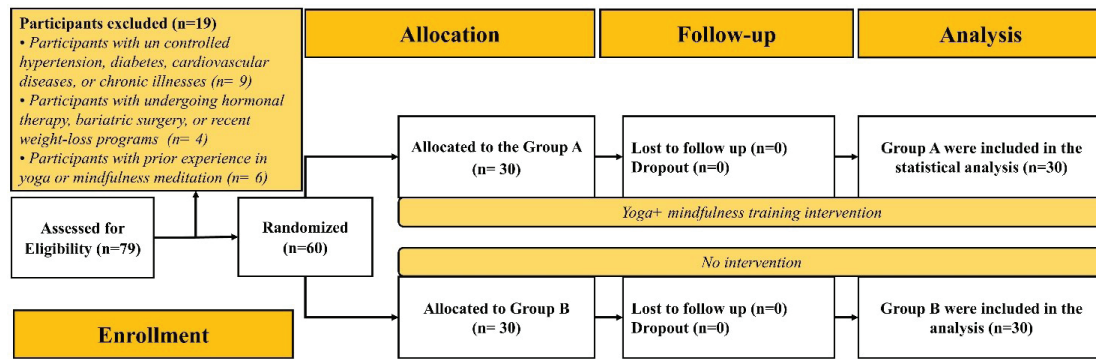 Participants excluded (n=19)
• Participants with un controlled
hypertension, diabetes, cardiovascular
diseases, or chronic illnesses (n= 9)
• Participants with undergoing hormonal
therapy, bariatric surgery, or recent
weight-loss programs (n= 4)
• Participants with prior experience in
yoga or mindfulness meditation (n= 6)
Assessed for
Eligibility (n=79)
Enrollment
Randomized
(n=60)
Allocation
Follow-up
Analysis
Allocated to the Group A
(n= 30)
Lost to follow up (n=0)
Dropout (n=0)
Group A were included in the
statistical analysis (n=30)
Yoga+ mindfulness training intervention
No intervention
Allocated to Group B
(n= 30)
Lost to follow up (n=0)
Dropout (n=0)
Group B were included in the
analysis (n=30)